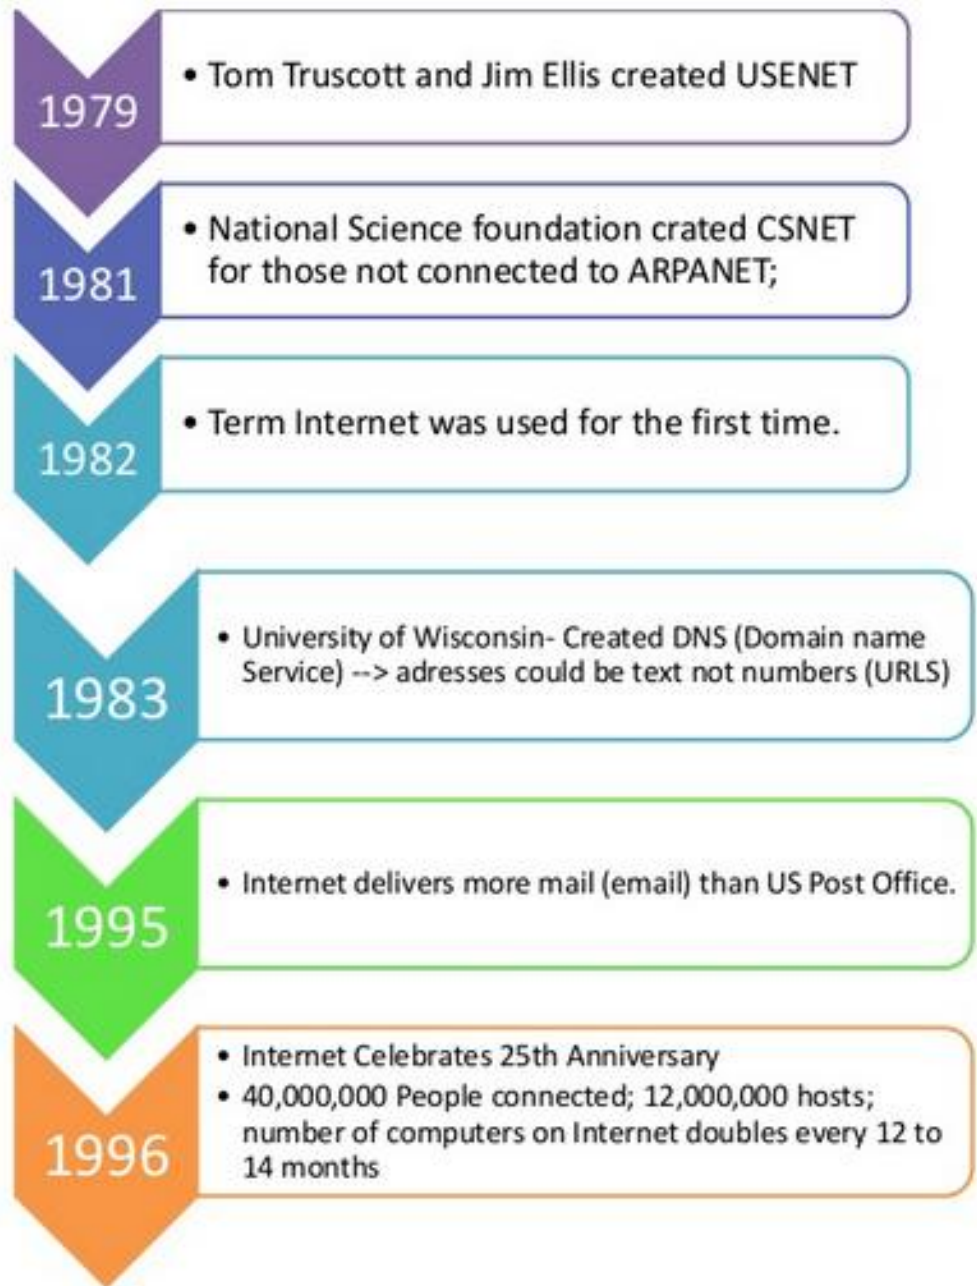 1979
• Tom Truscott and Jim Ellis created USENET
1981
• National Science foundation crated CSNET
for those not connected to ARPANET;
1982
• Term Internet was used for the first time.
1983
• University of Wisconsin- Created DNS (Domain name
Service) --> adresses could be text not numbers (URLS)
1995
• Internet delivers more mail (email) than US Post Office.
1996
• Internet Celebrates 25th Anniversary
• 40,000,000 People connected; 12,000,000 hosts;
number of computers on Internet doubles every 12 to
14 months